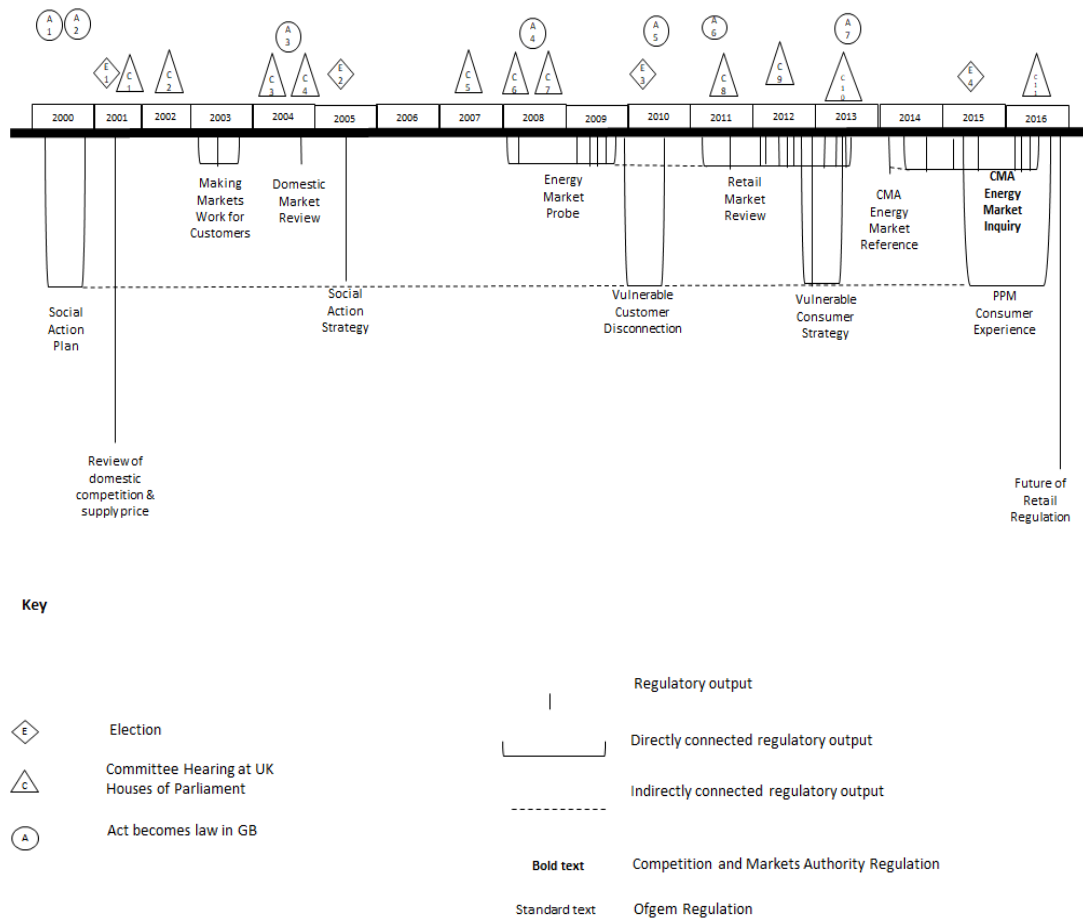 A 1
A 2
A 3
A 4
A 5
A 6
A 7
E 1
C 1
C 2
C 3
C 4
E 2
C 5
C 6
C 7
E 3
C 8
C 9
C 10
E 4
C 11
2000 2001 2002 2003 2004 2005 2006 2007 2008 2009 2010 2011 2012 2013 2014 2015 2016
Making
Markets
Work for
Customers
Domestic
Market
Review
Energy
Market
Probe
Retail
Market
Review
CMA
Energy
Market
Reference
CMA
Energy
Market
Inquiry
Social
Action
Plan
Social
Action
Strategy
Vulnerable
Customer
Disconnection
Vulnerable
Consumer
Strategy
PPM
Consumer
Experience
Review of
domestic
competition &
supply price
Future of
Retail
Regulation
Key
E
Election
C
Committee Hearing at UK
Houses of Parliament
A
Act becomes law in GB
Regulatory output
Directly connected regulatory output
Indirectly connected regulatory output
Bold text Competition and Markets Authority Regulation
Standard text Ofgem Regulation